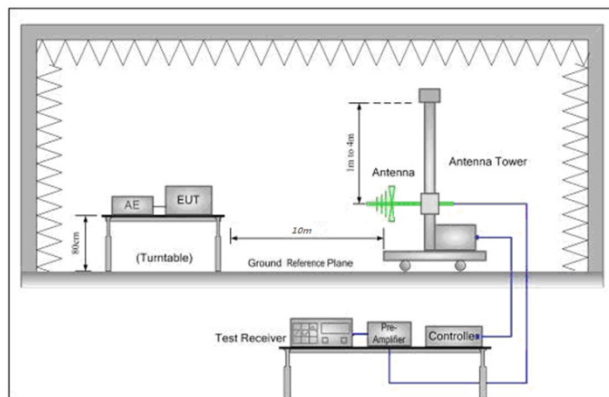 1m to 4m
Antenna
Antenna Tower
AE
EUT
80cm
(Turntable)
10m
Ground Reference Plane
Test Receiver
Pre-
Amplifier
Controller